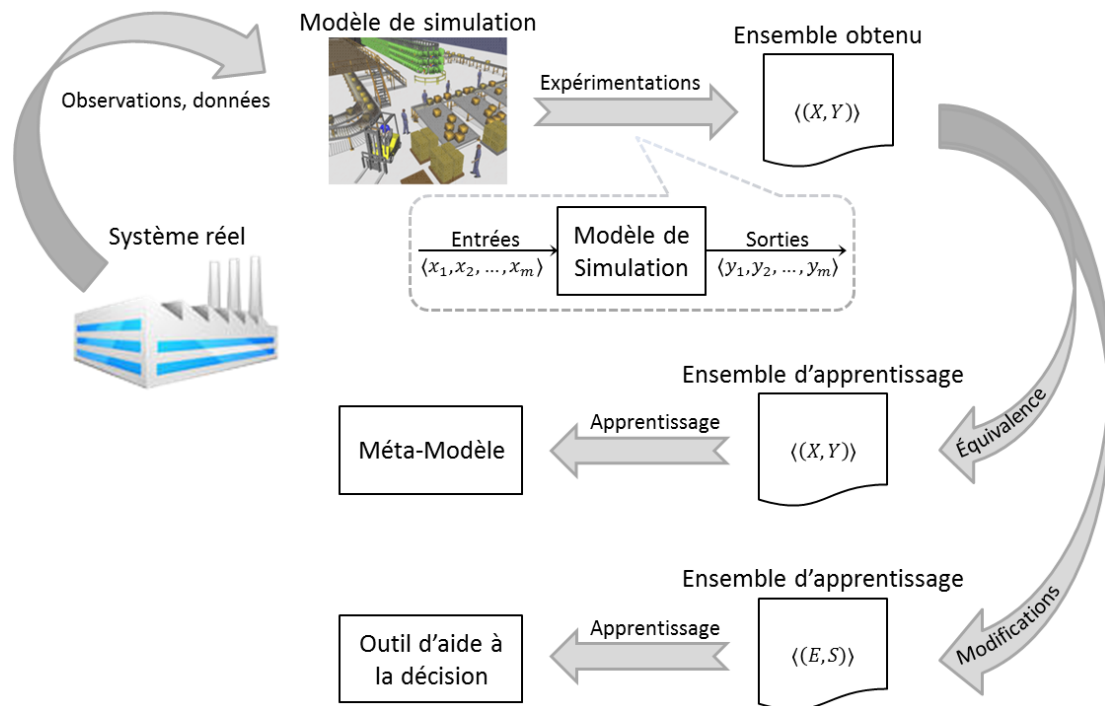 Modèle de simulation
Ensemble obtenu
Observations, données
Expérimentations
⟨(X, Y)⟩
Système réel
Entrées
⟨x₁, x₂, …, xₘ⟩
Modèle de
Simulation
Sorties
⟨y₁, y₂, …, yₘ⟩
Ensemble d’apprentissage
Équivalence
Apprentissage
Méta-Modèle
⟨(X, Y)⟩
Ensemble d’apprentissage
Modifications
Apprentissage
Outil d’aide à
la décision
⟨(E, S)⟩